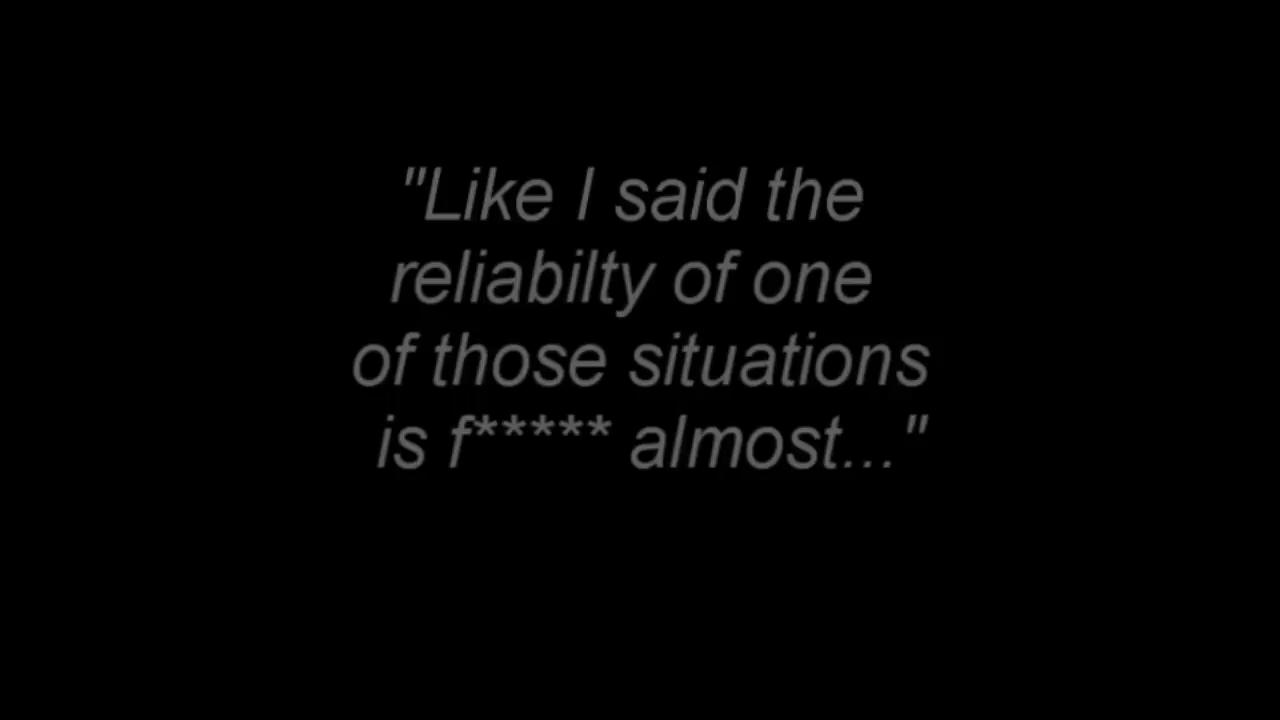 "Like I said the
reliabilty of one
of those situations
is f***** almost..."